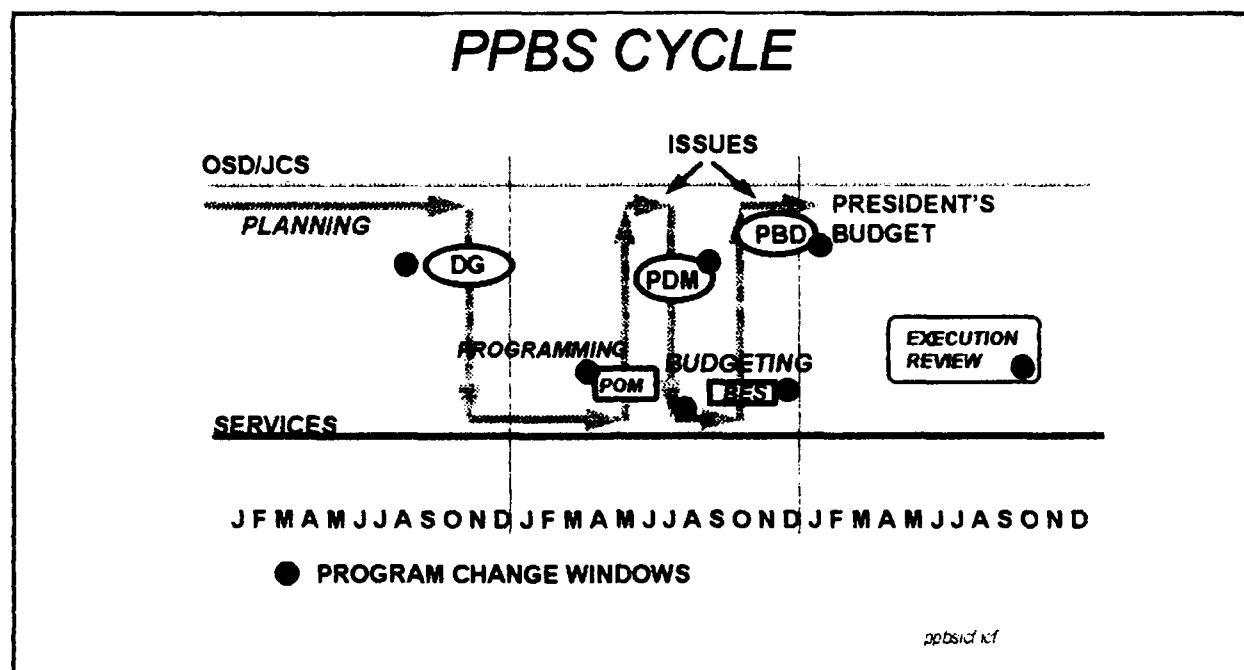 PPBS CYCLE
ISSUES
OSD/JCS
PLANNING
PRESIDENT'S
BUDGET
PBD
DG
PDM
PROGRAMMING
BUDGETING
EXECUTION
REVIEW
POM
BES
SERVICES
J F M A M J J A S O N D J F M A M J J A S O N D J F M A M J J A S O N D
PROGRAM CHANGE WINDOWS